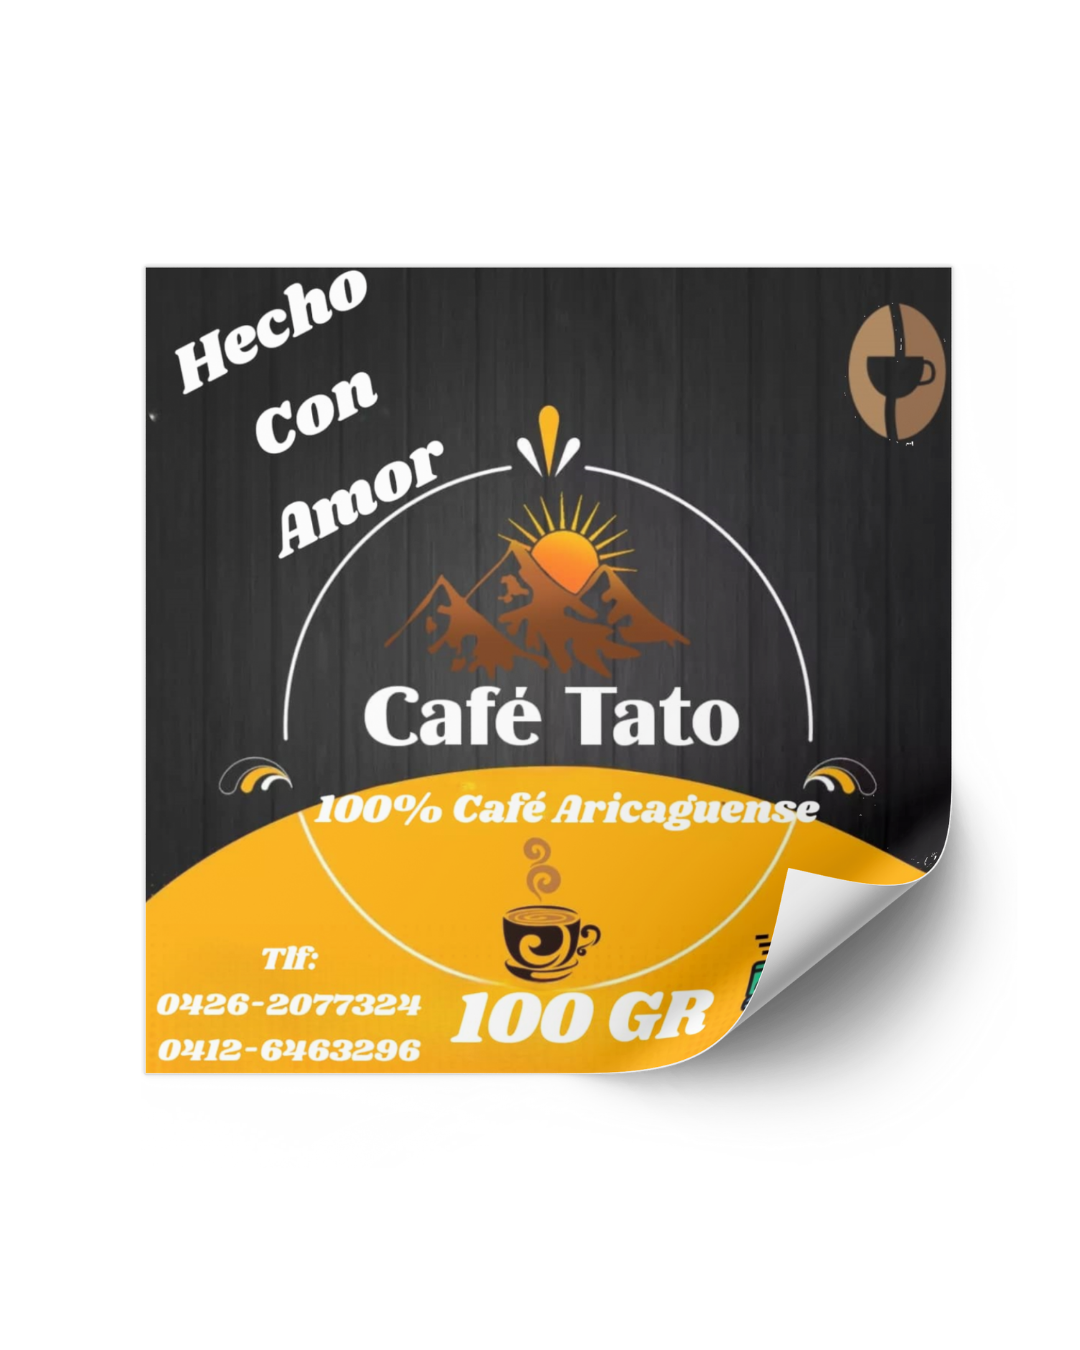 Hecho
Con
Amor
Café Tato
100% Café Aricaguense
Tlf:
0426-2077324
0412-6463296
100 GR